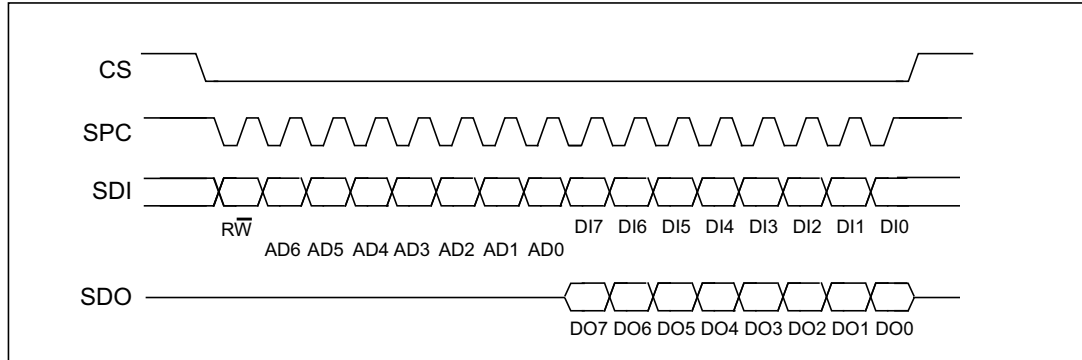 CS
SPC
SDI
RW̅ DI7 DI6 DI5 DI4 DI3 DI2 DI1 DI0
AD6 AD5 AD4 AD3 AD2 AD1 AD0
SDO
DO7 DO6 DO5 DO4 DO3 DO2 DO1 DO0